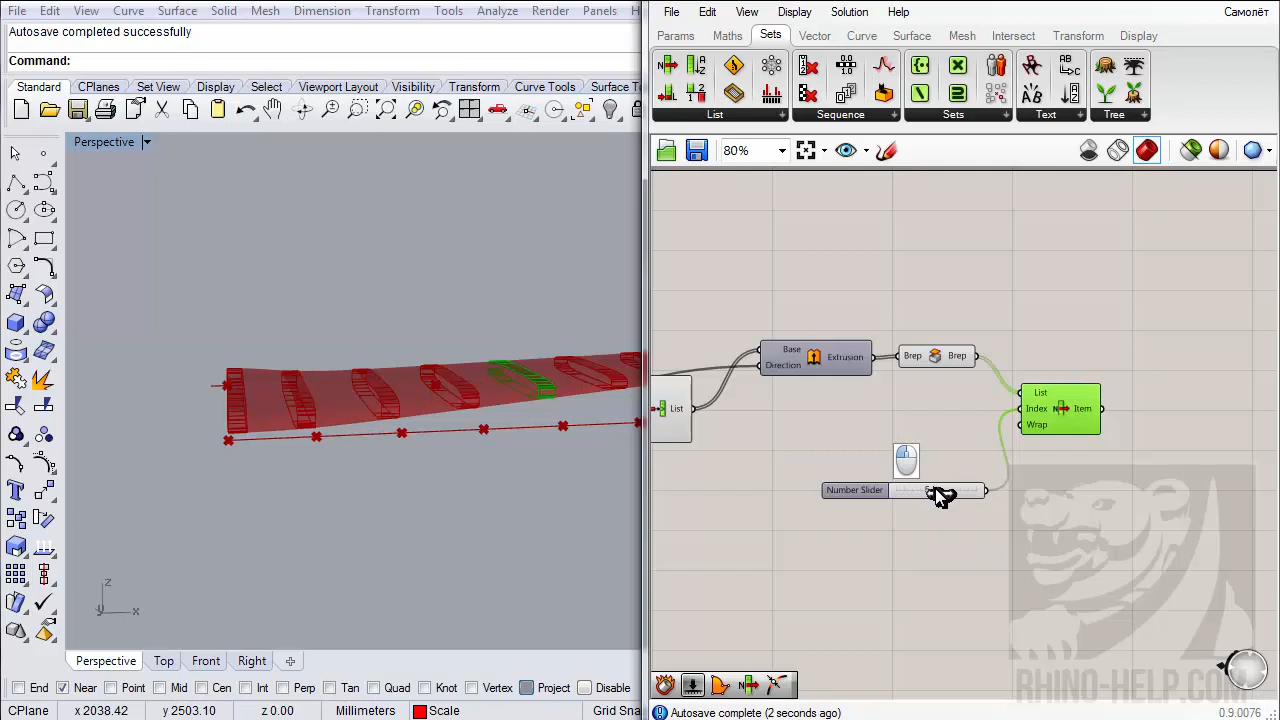 File Edit View Curve Surface Solid Mesh Dimension Transform Tools Analyze Render Panels
Autosave completed successfully
Command:
Standard CPlanes Set View Display Select Viewport Layout Visibility Transform Curve Tools Surface To
Perspective
z
y x
Perspective Top Front Right
End Near Point Mid Cen Int Perp Tan Quad Knot Vertex Project Disable
CPlane x 2038.42 y 2503.10 z 0.00 Millimeters Scale Grid Snap
File Edit View Display Solution Help Самолёт
Params Maths Sets Vector Curve Surface Mesh Intersect Transform Display
List Sequence Sets Text Tree
80%
Base
Direction
Extrusion
Brep Brep
List
List
Index
Wrap
Item
Number Slider
RHINO-HELP.COM
Autosave complete (2 seconds ago) 0.9.0076